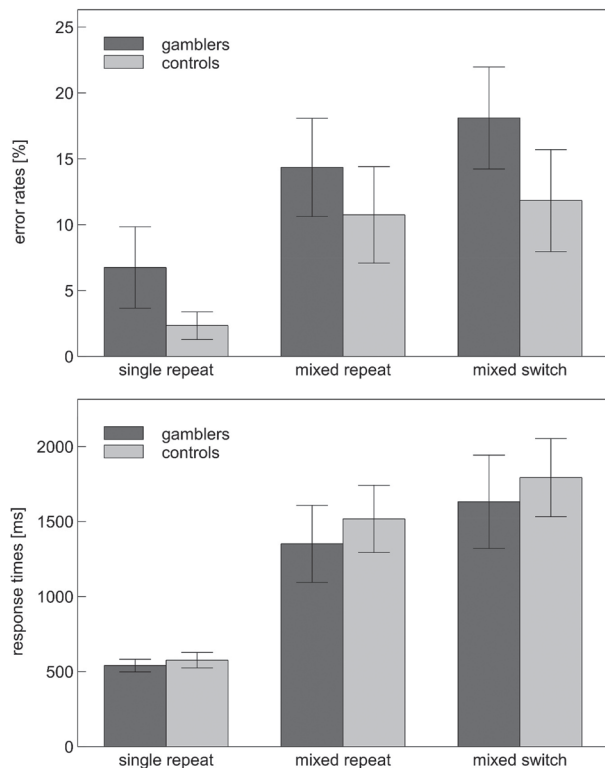 25
gamblers
controls
20
15
10
5
0
error rates [%]
single repeat mixed repeat mixed switch
gamblers
controls
2000
1500
1000
500
0
response times [ms]
single repeat mixed repeat mixed switch